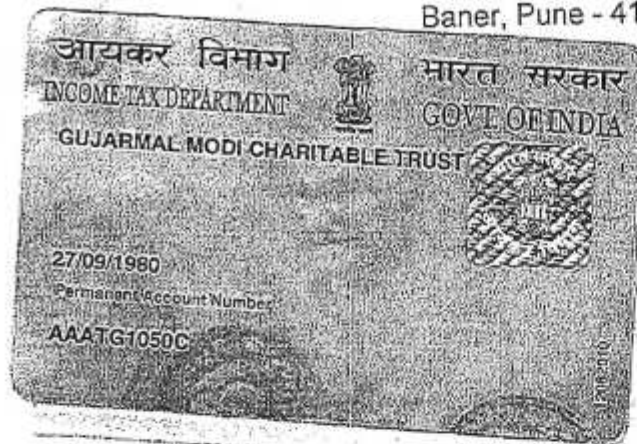 Baner, Pune - 41
आयकर विभाग
INCOME TAX DEPARTMENT
भारत सरकार
GOVT. OF INDIA
GUJARMAL MODI CHARITABLE TRUST
27/09/1980
Permanent Account Number
AAATG1050C